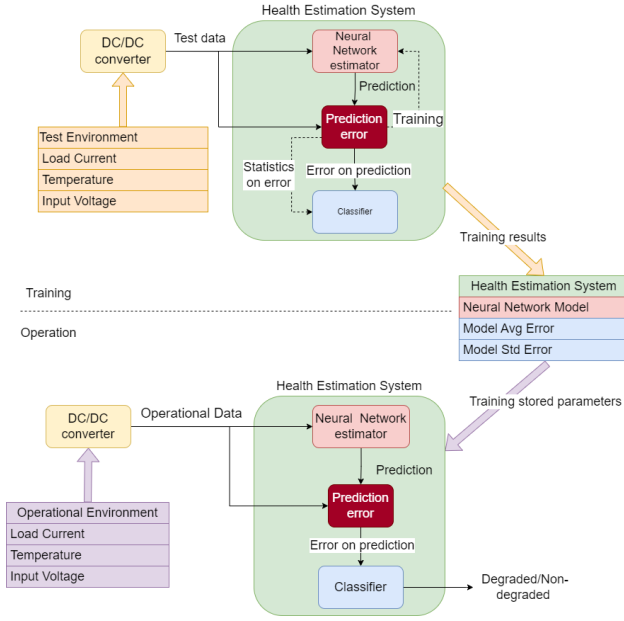 Health Estimation System
DC/DC
converter
Test data
Neural
Network
estimator
Prediction
Training
Prediction
error
Test Environment
Load Current
Temperature
Input Voltage
Statistics
on error
Error on prediction
Classifier
Training results
Training
Operation
Health Estimation System
Neural Network Model
Model Avg Error
Model Std Error
Training stored parameters
Health Estimation System
DC/DC
converter
Operational Data
Neural Network
estimator
Prediction
Prediction
error
Operational Environment
Load Current
Temperature
Input Voltage
Error on prediction
Classifier
Degraded/Non-
degraded